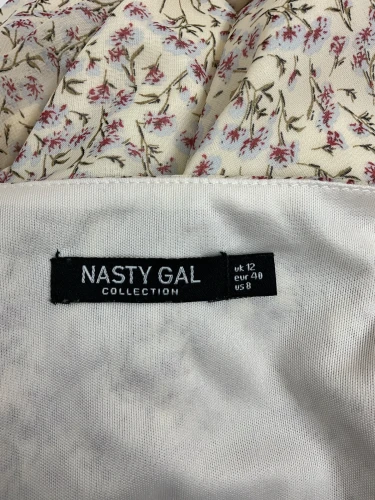 NASTY GAL
COLLECTION
uk 12
eur 40
us 8